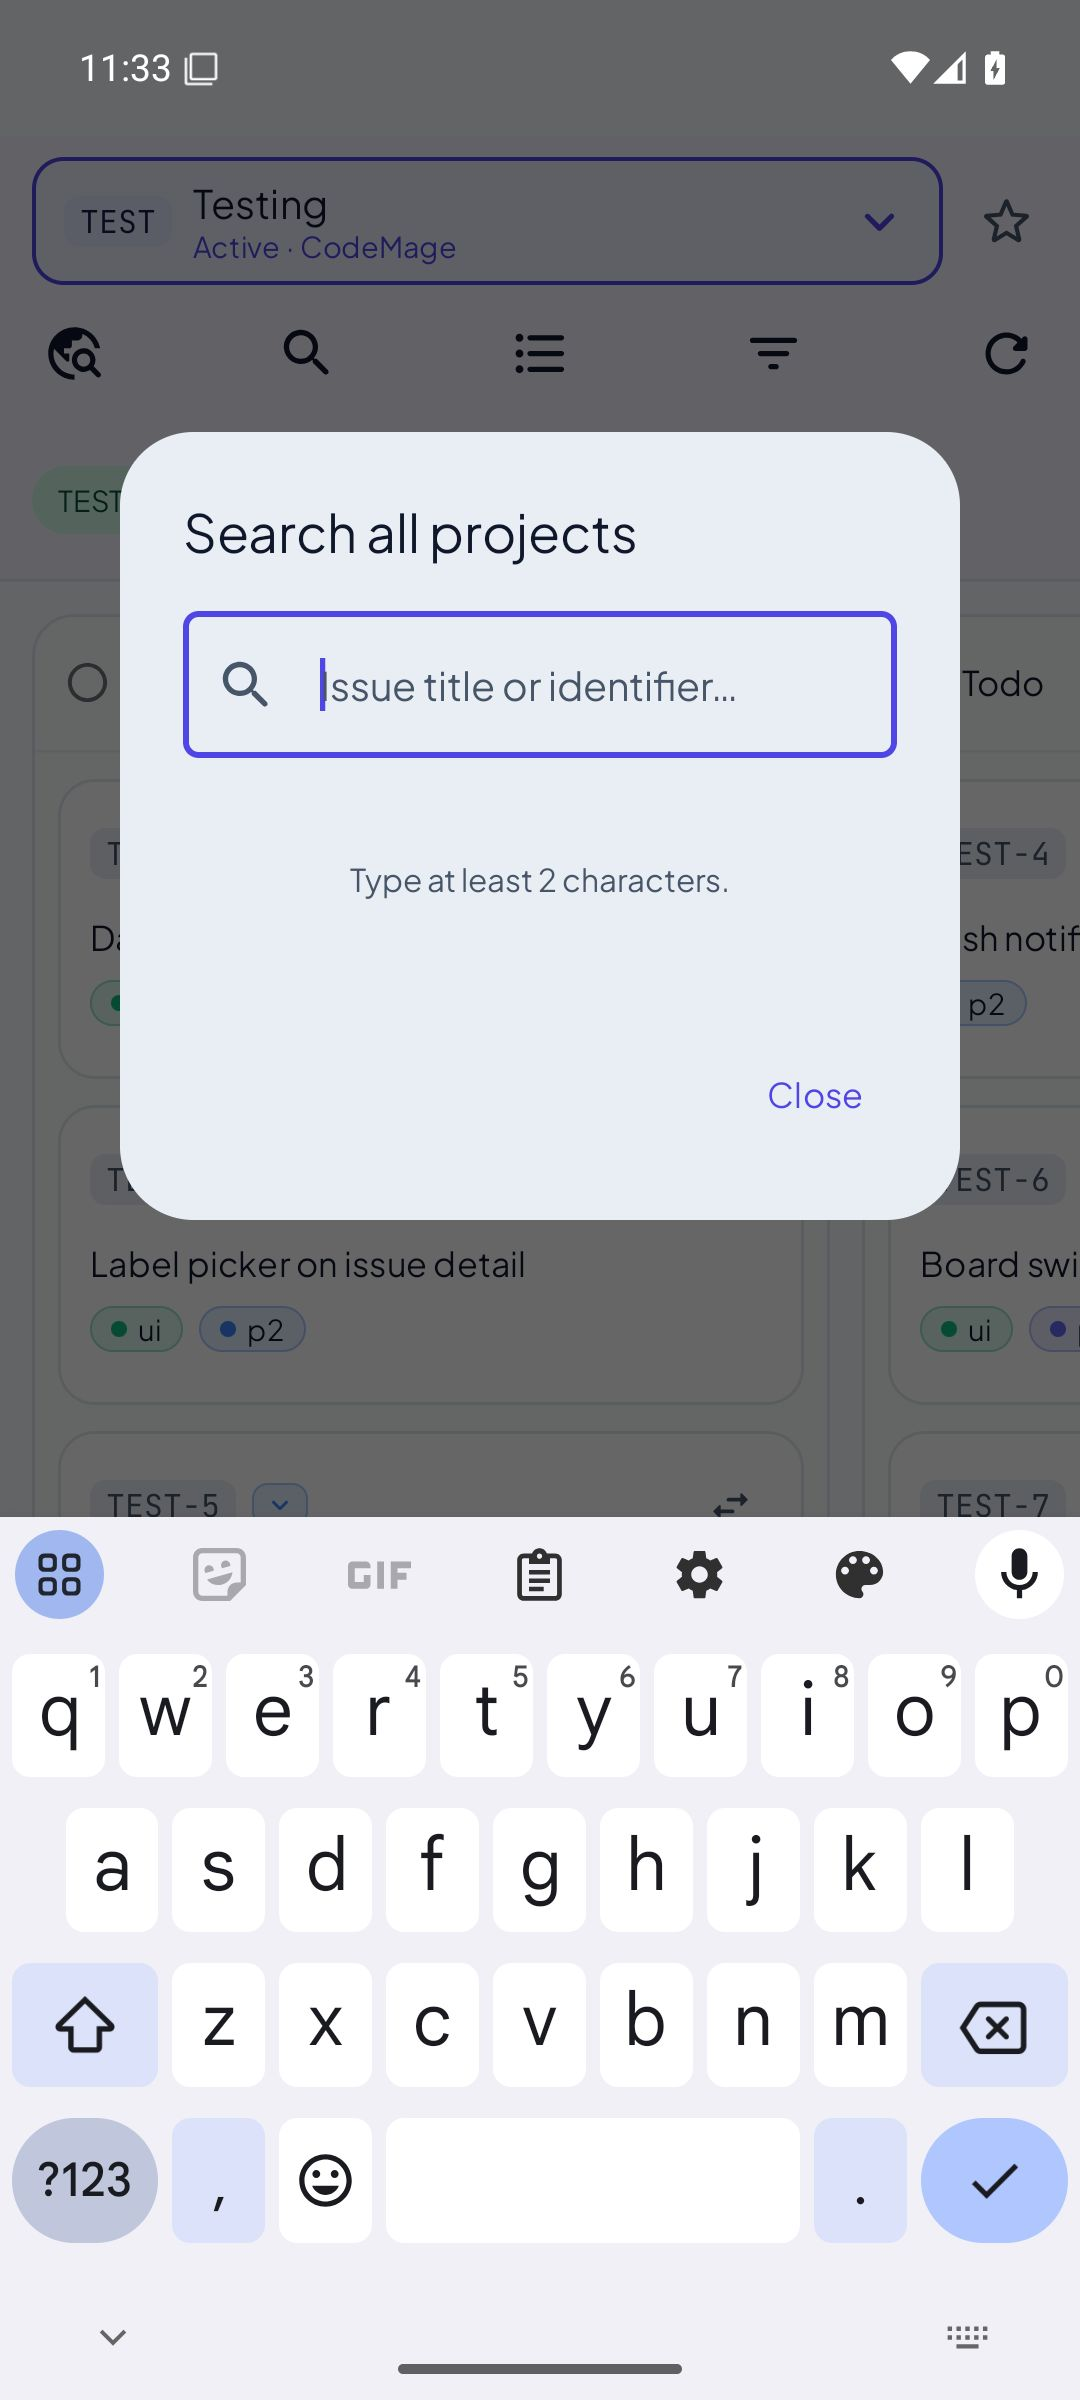 11:33
TEST
Testing
Active · CodeMage
TEST
Search all projects
Issue title or identifier...
Todo
EST-4
sh notif
p2
Type at least 2 characters.
Close
EST-6
Label picker on issue detail
ui p2
Board swi
ui
TEST-5
TEST-7
GIF
q 1 w 2 e 3 r 4 t 5 y 6 u 7 i 8 o 9 p 0
a s d f g h j k l
z x c v b n m
?123 , .